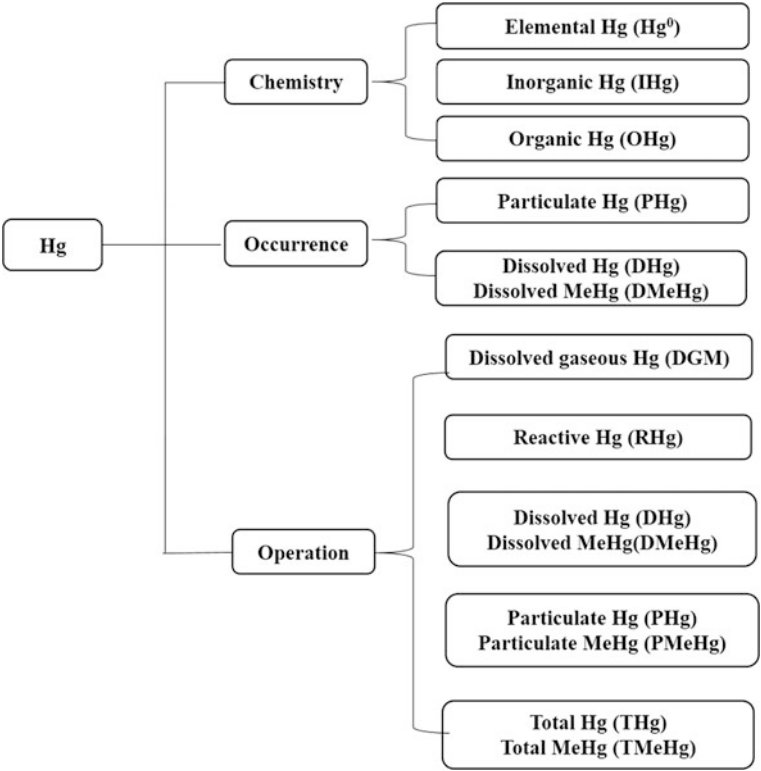 Hg
Chemistry
Elemental Hg (Hg⁰)
Inorganic Hg (IHg)
Organic Hg (OHg)
Occurrence
Particulate Hg (PHg)
Dissolved Hg (DHg)
Dissolved MeHg (DMeHg)
Operation
Dissolved gaseous Hg (DGM)
Reactive Hg (RHg)
Dissolved Hg (DHg)
Dissolved MeHg(DMeHg)
Particulate Hg (PHg)
Particulate MeHg (PMeHg)
Total Hg (THg)
Total MeHg (TMeHg)